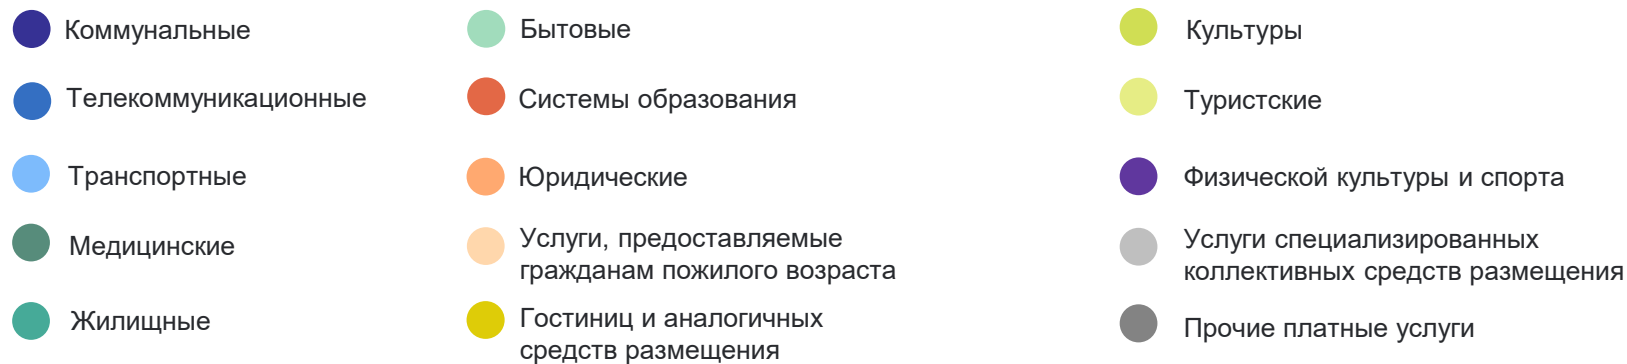 Коммунальные
Телекоммуникационные
Транспортные
Медицинские
Жилищные
Бытовые
Системы образования
Юридические
Услуги, предоставляемые
гражданам пожилого возраста
Гостиниц и аналогичных
средств размещения
Культуры
Туристские
Физической культуры и спорта
Услуги специализированных
коллективных средств размещения
Прочие платные услуги